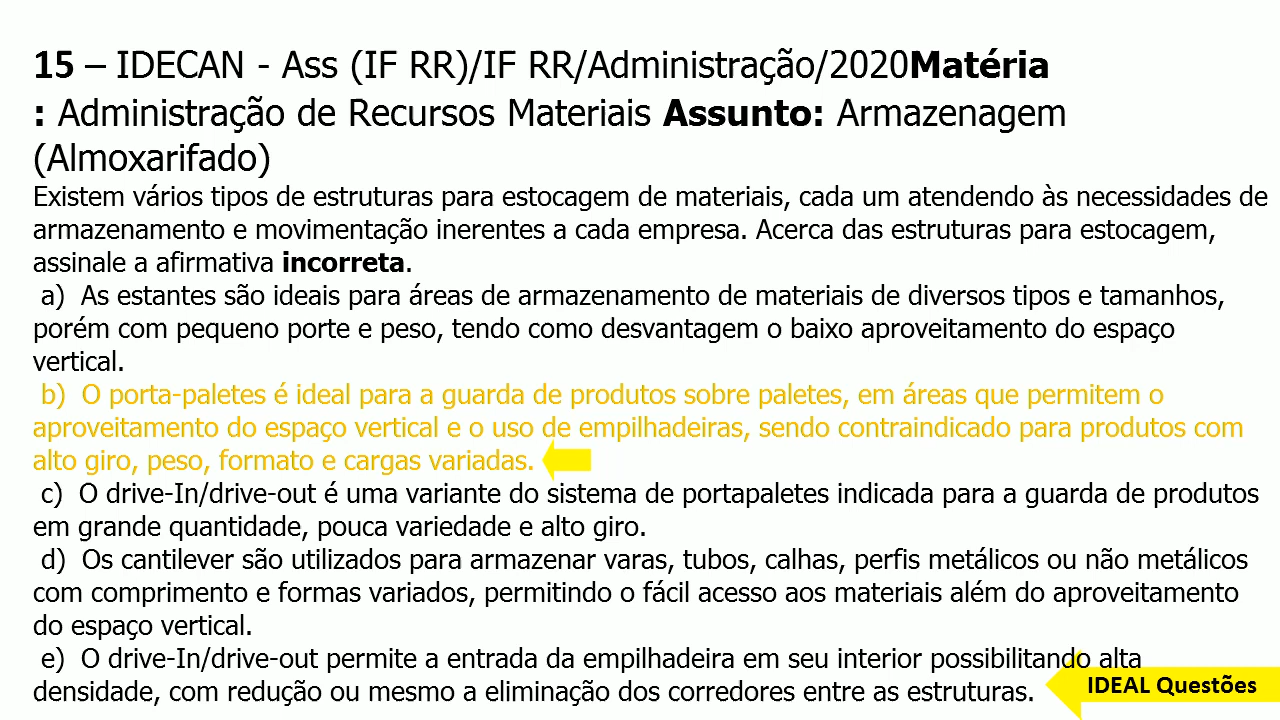 15 – IDECAN - Ass (IF RR)/IF RR/Administração/2020Matéria
: Administração de Recursos Materiais Assunto: Armazenagem
(Almoxarifado)
Existem vários tipos de estruturas para estocagem de materiais, cada um atendendo às necessidades de
armazenamento e movimentação inerentes a cada empresa. Acerca das estruturas para estocagem,
assinale a afirmativa incorreta.
a) As estantes são ideais para áreas de armazenamento de materiais de diversos tipos e tamanhos,
porém com pequeno porte e peso, tendo como desvantagem o baixo aproveitamento do espaço
vertical.
b) O porta-paletes é ideal para a guarda de produtos sobre paletes, em áreas que permitem o
aproveitamento do espaço vertical e o uso de empilhadeiras, sendo contraindicado para produtos com
alto giro, peso, formato e cargas variadas.
c) O drive-In/drive-out é uma variante do sistema de portapaletes indicada para a guarda de produtos
em grande quantidade, pouca variedade e alto giro.
d) Os cantilever são utilizados para armazenar varas, tubos, calhas, perfis metálicos ou não metálicos
com comprimento e formas variados, permitindo o fácil acesso aos materiais além do aproveitamento
do espaço vertical.
e) O drive-In/drive-out permite a entrada da empilhadeira em seu interior possibilitando alta
densidade, com redução ou mesmo a eliminação dos corredores entre as estruturas.
IDEAL Questões